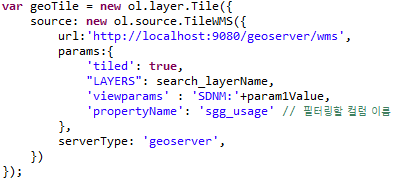 var geoTile = new ol.layer.Tile({
source: new ol.source.TileWMS({
url:'http://localhost:9080/geoserver/wms',
params:{
'tiled': true,
"LAYERS": search_layerName,
'viewparams' : 'SDNM:'+param1Value,
'propertyName': 'sgg_usage' // 필터링할 컬럼 이름
},
serverType: 'geoserver',
})
});